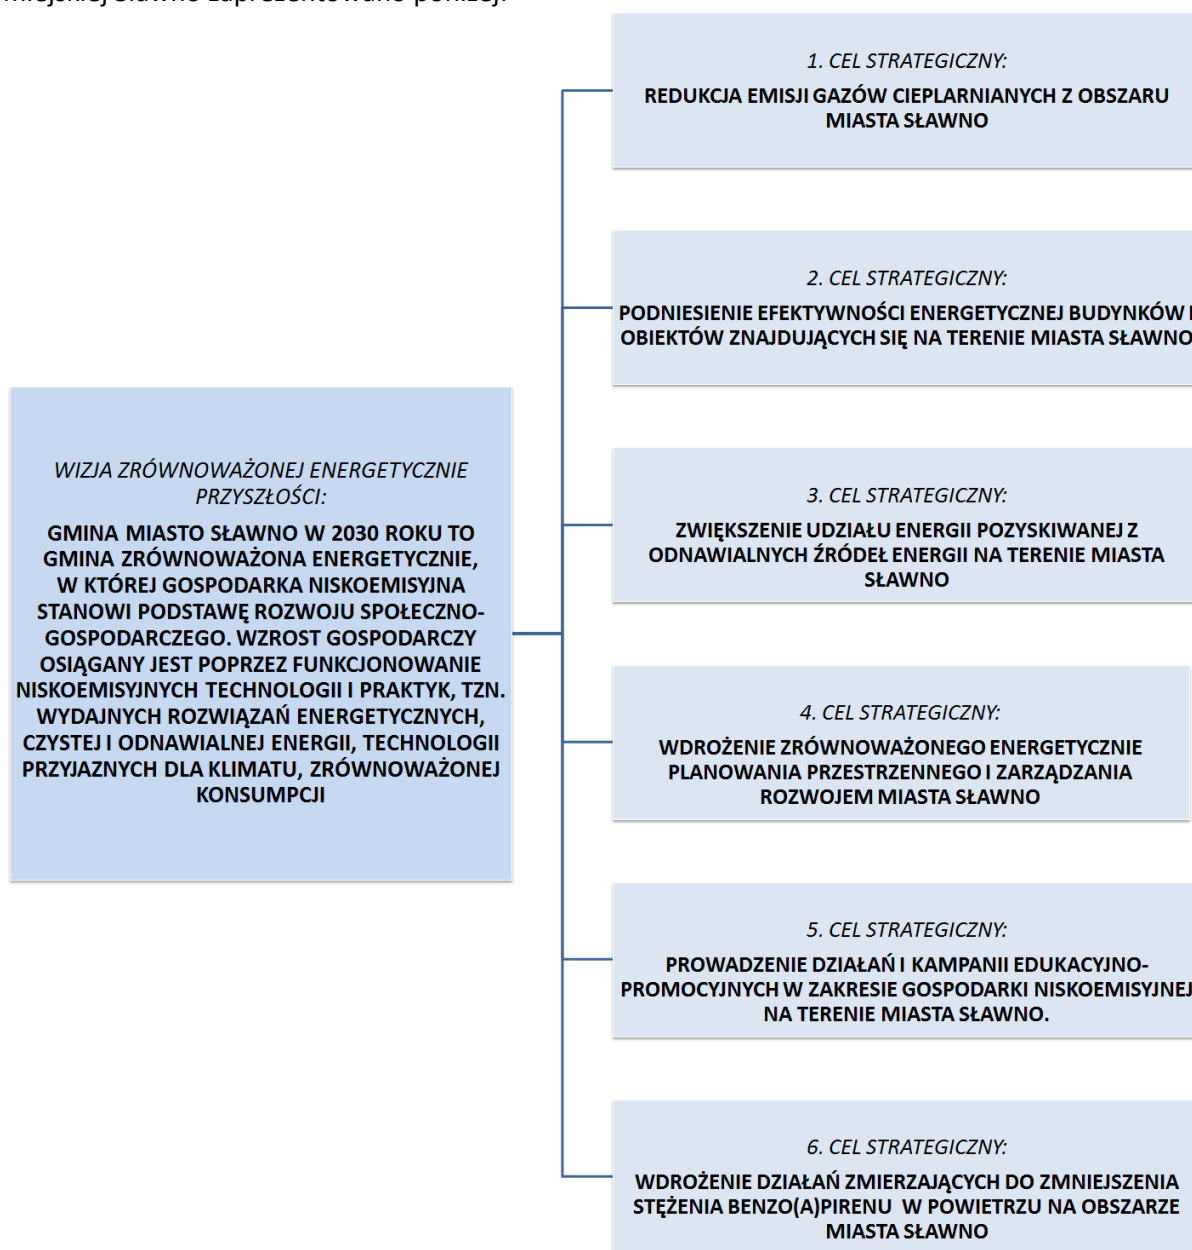 miejskiej Sławno zaprezentowano poniżej:
WIZJA ZRÓWNOWAŻONEJ ENERGETYCZNIE
PRZYSZŁOŚCI:
GMINA MIASTO SŁAWNO W 2030 ROKU TO
GMINA ZRÓWNOWAŻONA ENERGETYCZNIE,
W KTÓREJ GOSPODARKA NISKOEMISYJNA
STANOWI PODSTAWĘ ROZWOJU SPOŁECZNO-
GOSPODARCZEGO. WZROST GOSPODARCZY
OSIĄGANY JEST POPRZEZ FUNKCJONOWANIE
NISKOEMISYJNYCH TECHNOLOGII I PRAKTYK, TZN.
WYDAJNYCH ROZWIĄZAŃ ENERGETYCZNYCH,
CZYSTEJ I ODNAWIALNEJ ENERGII, TECHNOLOGII
PRZYJAZNYCH DLA KLIMATU, ZRÓWNOWAŻONEJ
KONSUMPCJI
1. CEL STRATEGICZNY:
REDUKCJA EMISJI GAZÓW CIEPLARNIANYCH Z OBSZARU
MIASTA SŁAWNO
2. CEL STRATEGICZNY:
PODNIESIENIE EFEKTYWNOŚCI ENERGETYCZNEJ BUDYNKÓW I
OBIEKTÓW ZNAJDUJĄCYCH SIĘ NA TERENIE MIASTA SŁAWNO
3. CEL STRATEGICZNY:
ZWIĘKSZENIE UDZIAŁU ENERGII POZYSKIWANEJ Z
ODNAWIALNYCH ŹRÓDEŁ ENERGII NA TERENIE MIASTA
SŁAWNO
4. CEL STRATEGICZNY:
WDROŻENIE ZRÓWNOWAŻONEGO ENERGETYCZNIE
PLANOWANIA PRZESTRZENNEGO I ZARZĄDZANIA
ROZWOJEM MIASTA SŁAWNO
5. CEL STRATEGICZNY:
PROWADZENIE DZIAŁAŃ I KAMPANII EDUKACYJNO-
PROMOCYJNYCH W ZAKRESIE GOSPODARKI NISKOEMISYJNEJ
NA TERENIE MIASTA SŁAWNO.
6. CEL STRATEGICZNY:
WDROŻENIE DZIAŁAŃ ZMIERZAJĄCYCH DO ZMNIEJSZENIA
STĘŻENIA BENZO(A)PIRENU W POWIETRZU NA OBSZARZE
MIASTA SŁAWNO